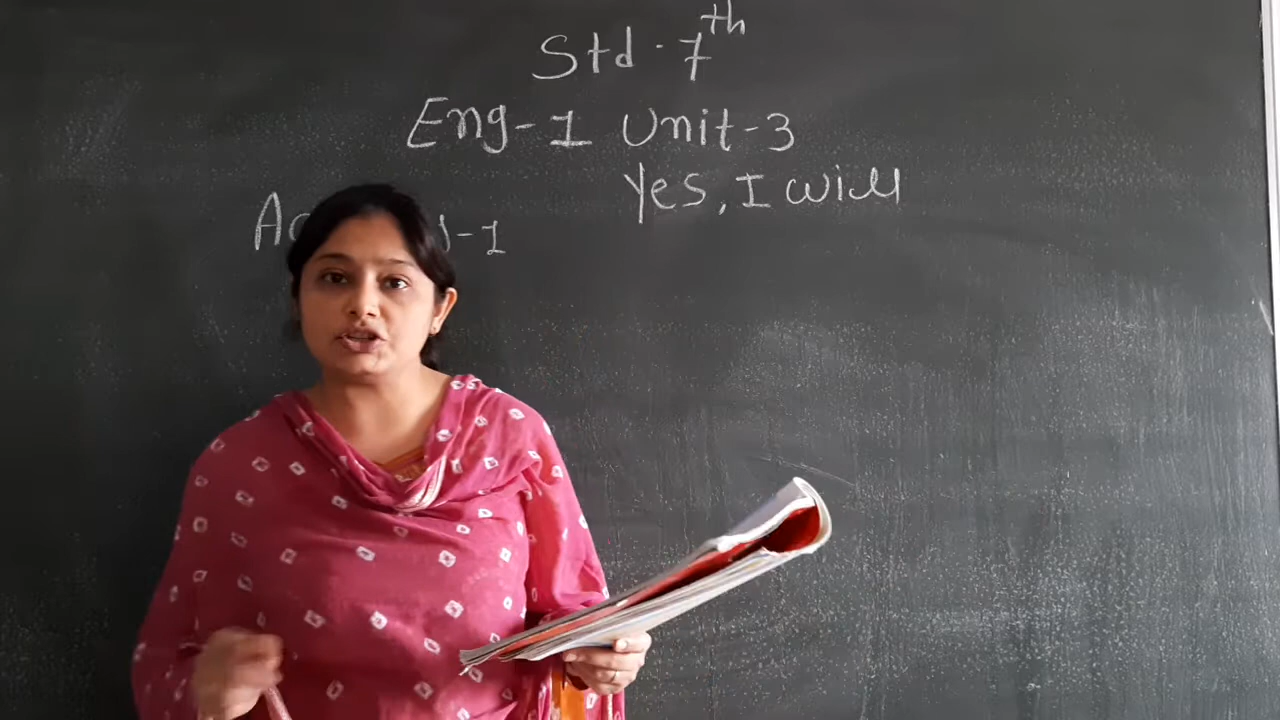 Std. 7th
Eng-1 Unit-3
Yes, I will